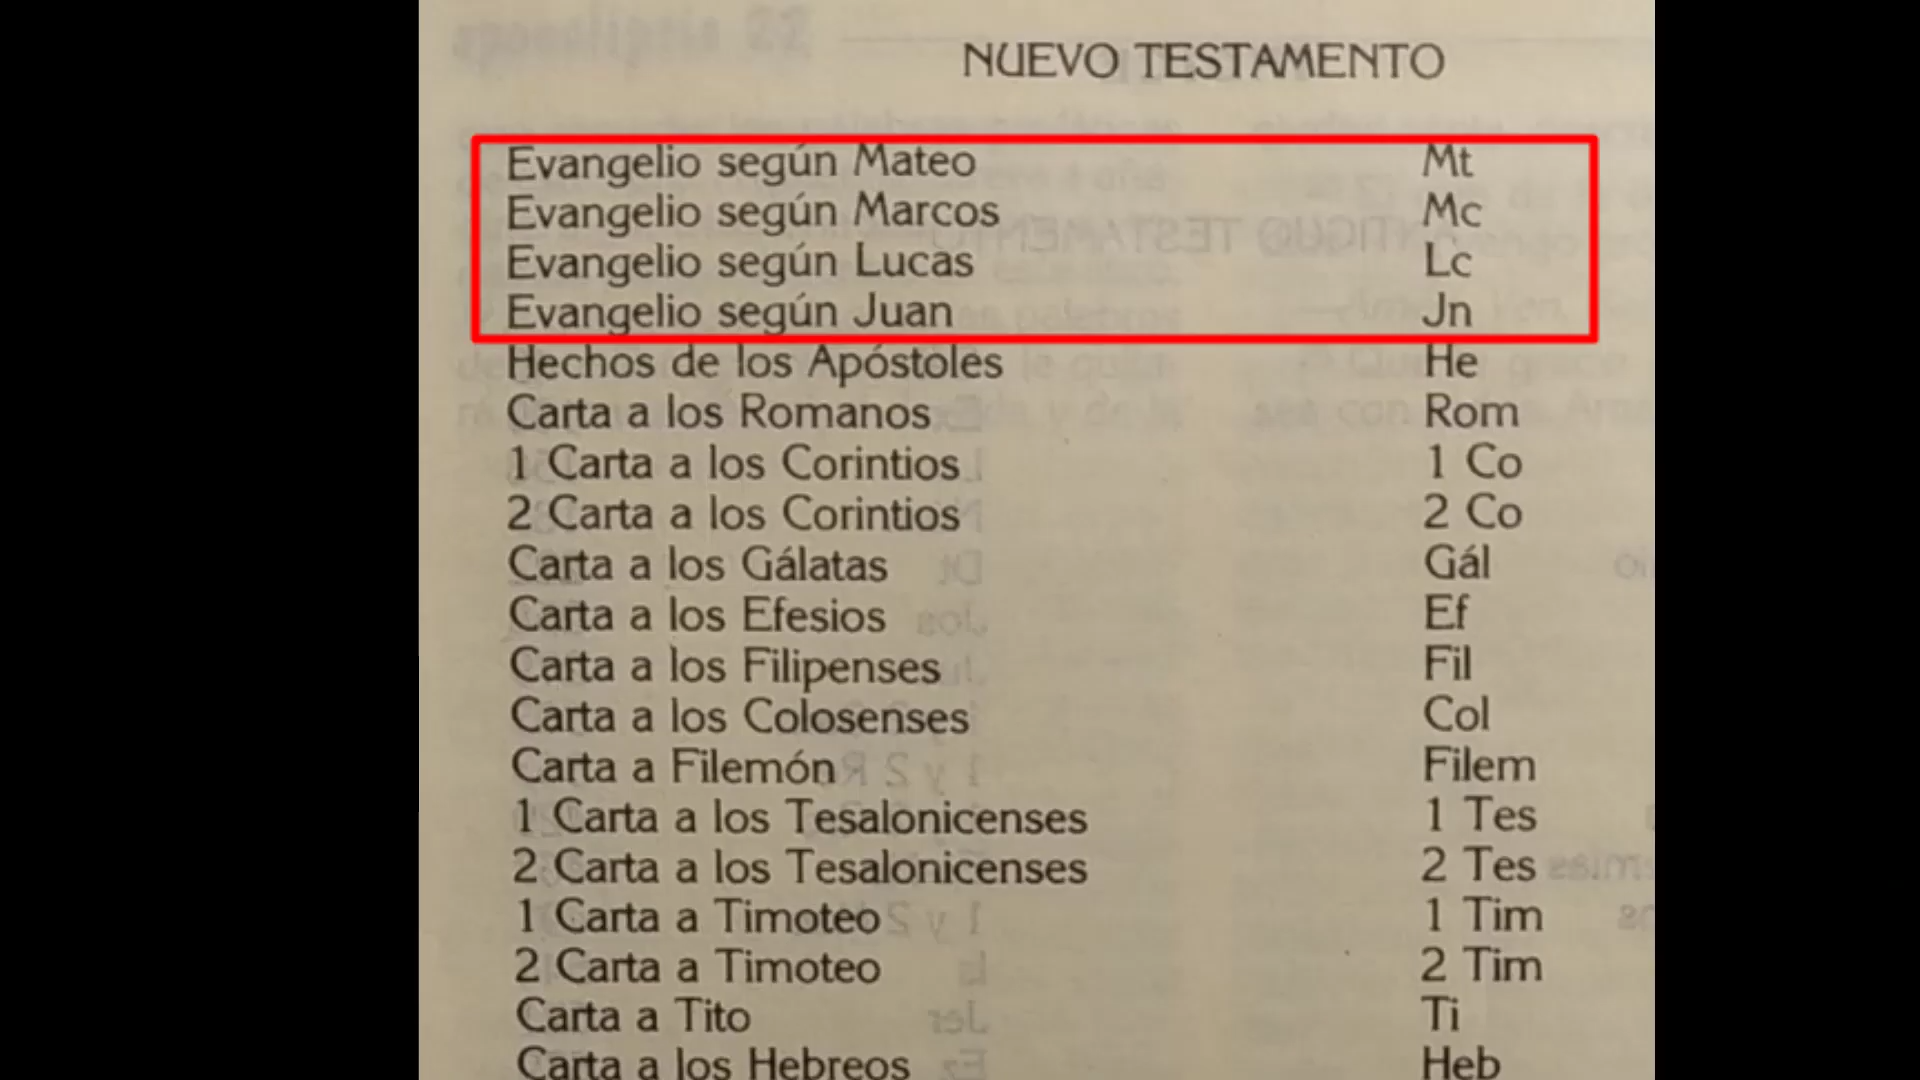 NUEVO TESTAMENTO
Evangelio según Mateo Mt
Evangelio según Marcos Mc
Evangelio según Lucas Lc
Evangelio según Juan Jn
Hechos de los Apóstoles He
Carta a los Romanos Rom
1 Carta a los Corintios 1 Co
2 Carta a los Corintios 2 Co
Carta a los Gálatas Gál
Carta a los Efesios Ef
Carta a los Filipenses Fil
Carta a los Colosenses Col
Carta a Filemón Filem
1 Carta a los Tesalonicenses 1 Tes
2 Carta a los Tesalonicenses 2 Tes
1 Carta a Timoteo 1 Tim
2 Carta a Timoteo 2 Tim
Carta a Tito Ti
Carta a los Hebreos Heb